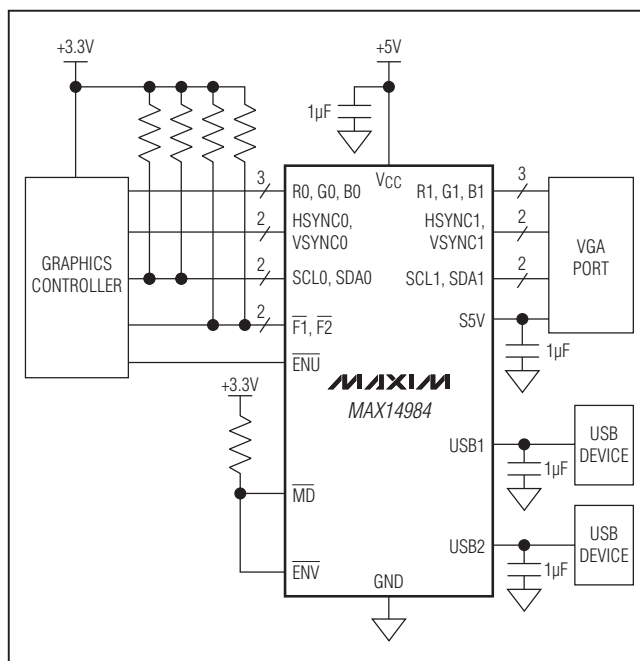 +3.3V
+5V
1µF
VCC
3
R0, G0, B0
R1, G1, B1
3
2
HSYNC0,
VSYNC0
HSYNC1,
VSYNC1
2
GRAPHICS
CONTROLLER
VGA
PORT
2
SCL0, SDA0
SCL1, SDA1
2
2
F1, F2
S5V
1µF
ENU
+3.3V
MAXIM
MAX14984
USB1
USB
DEVICE
1µF
MD
USB2
USB
DEVICE
1µF
ENV
GND